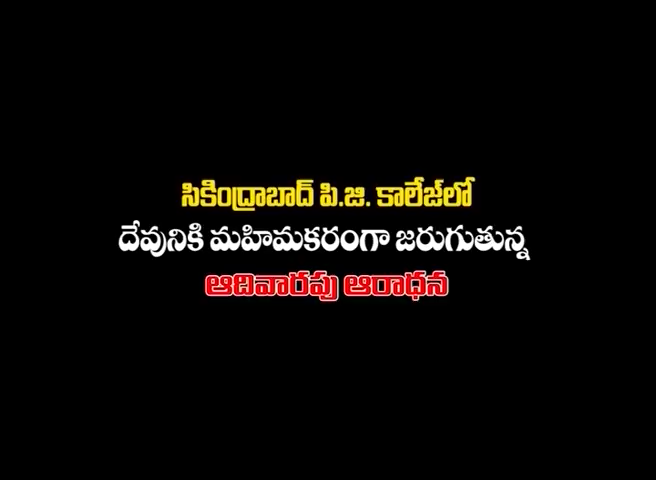 సికింద్రాబాద్ పి.జి. కాలేజ్‌లో
దేవునికి మహిమకరంగా జరుగుతున్న
ఆదివారపు ఆరాధన